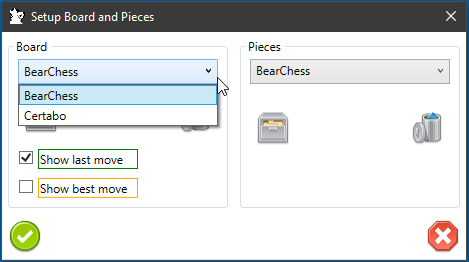 Setup Board and Pieces
Board
BearChess
BearChess
Certabo
Show last move
Show best move
Pieces
BearChess